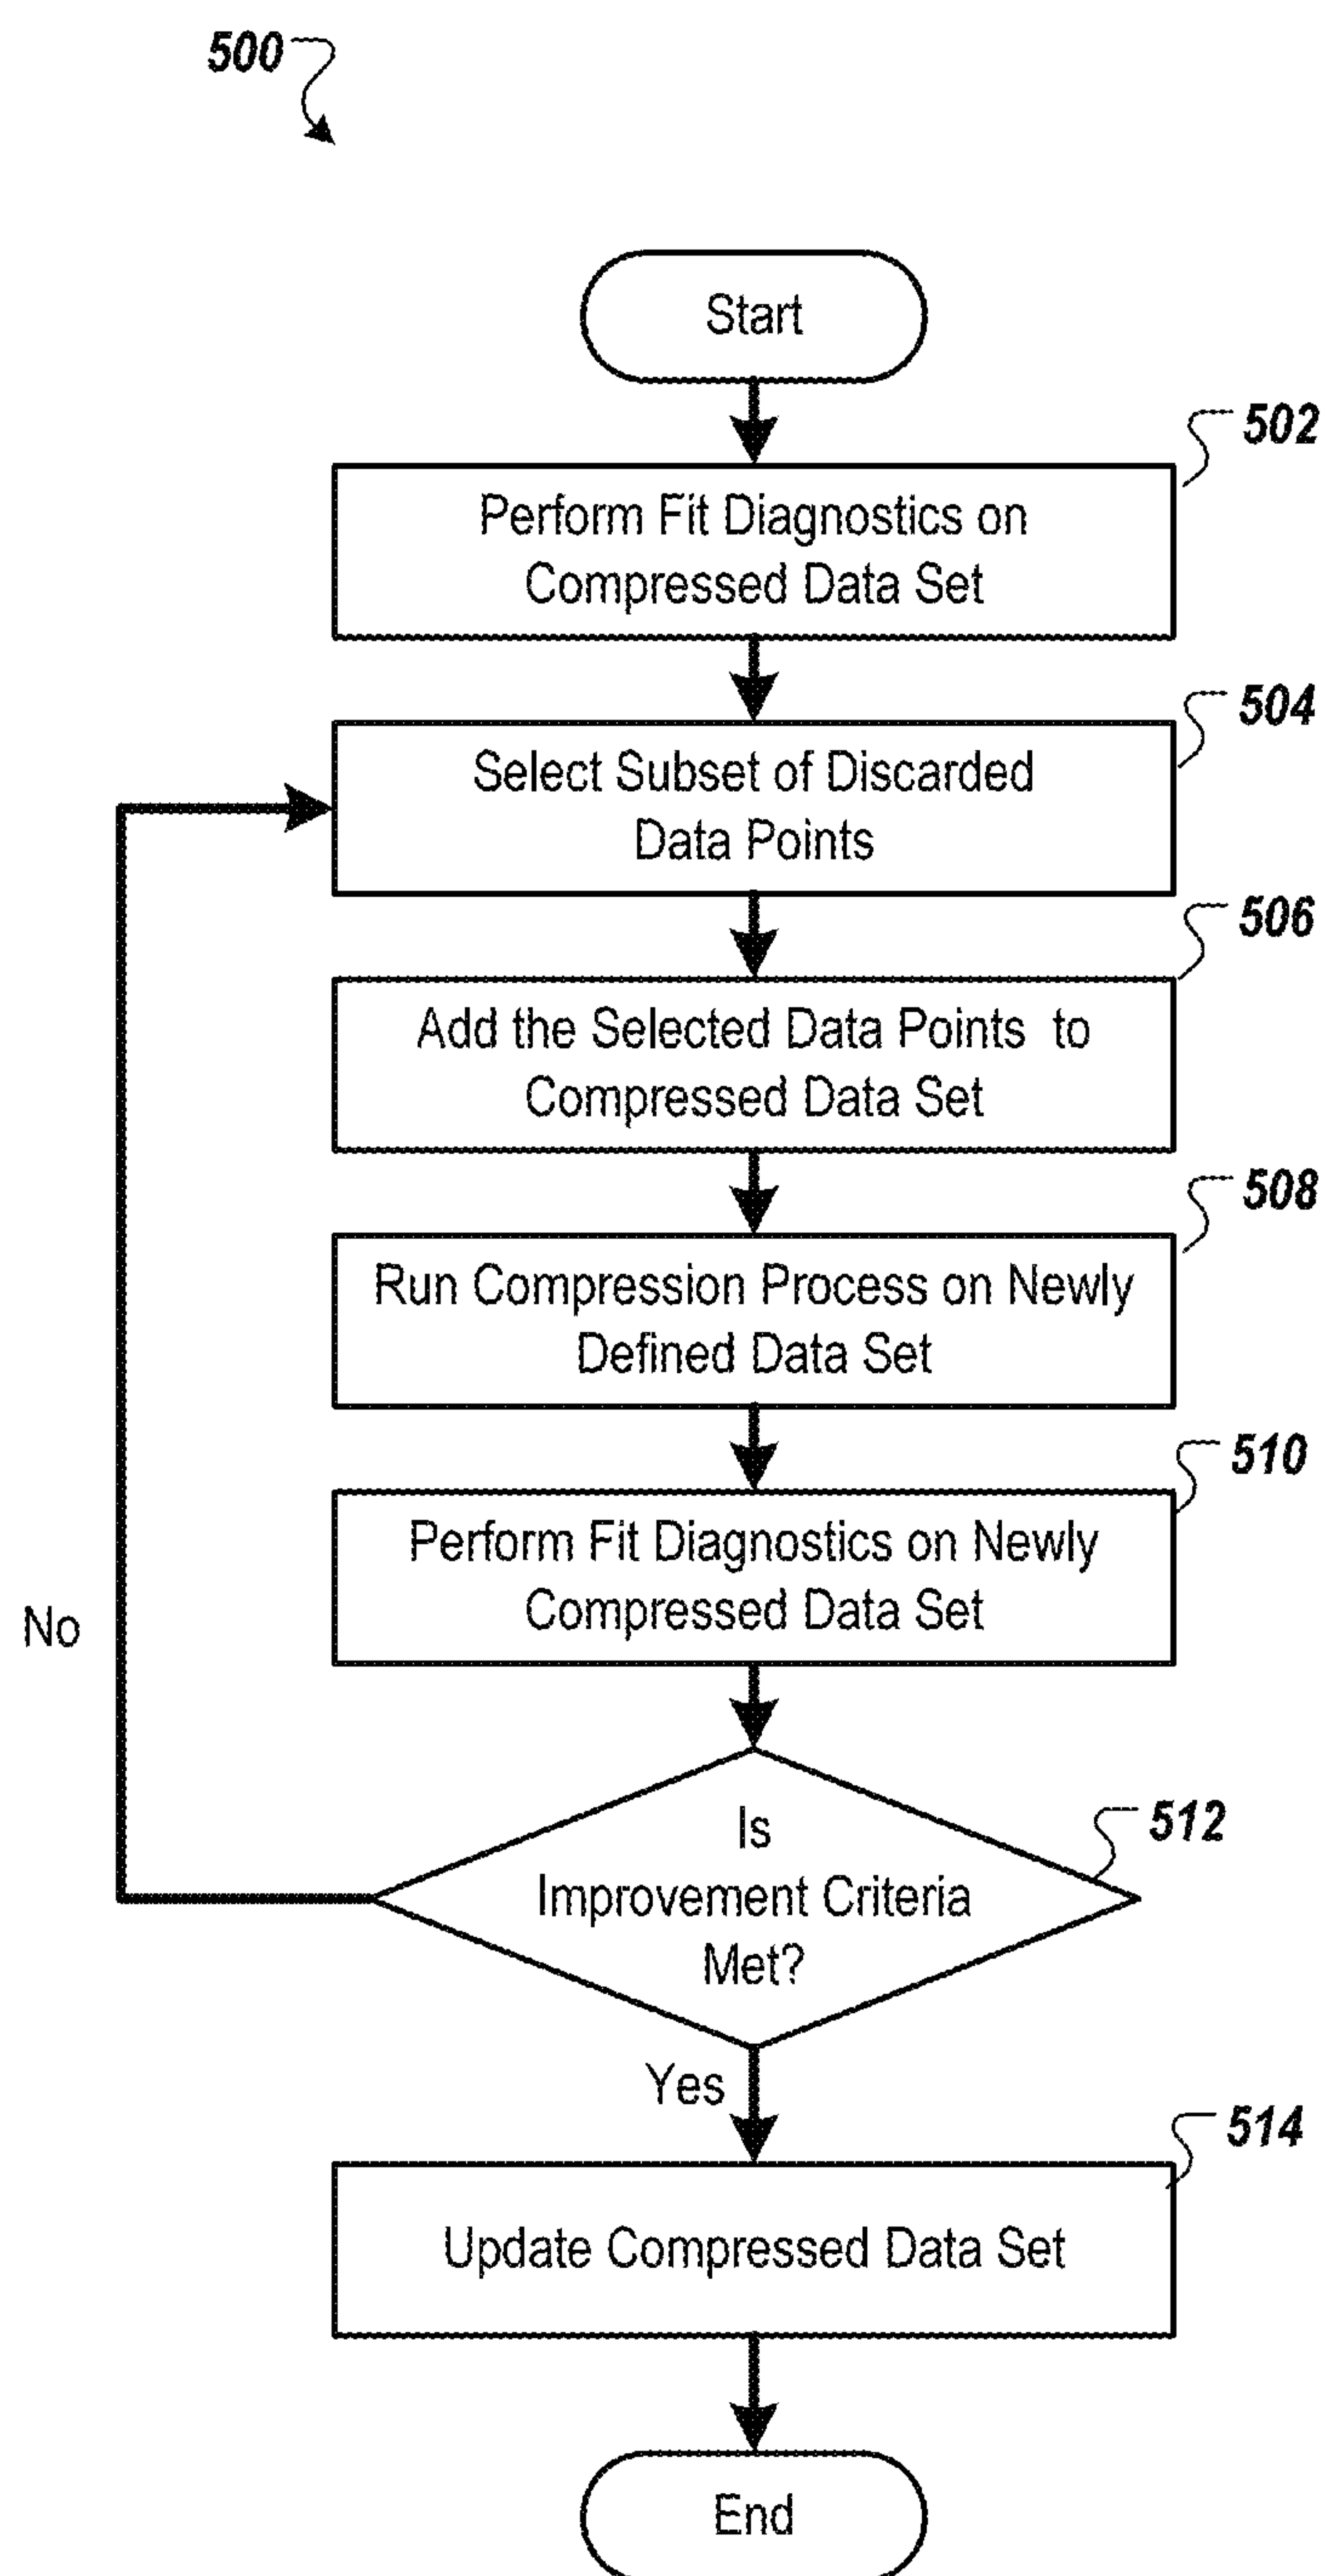 500
Start
502
Perform Fit Diagnostics on
Compressed Data Set
504
Select Subset of Discarded
Data Points
506
Add the Selected Data Points to
Compressed Data Set
508
Run Compression Process on Newly
Defined Data Set
510
Perform Fit Diagnostics on Newly
Compressed Data Set
No
512
Is
Improvement Criteria
Met?
Yes
514
Update Compressed Data Set
End